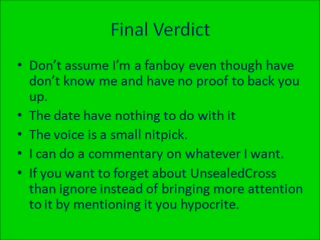 Final Verdict
• Don't assume I'm a fanboy even though have
don't know me and have no proof to back you
up.
• The date have nothing to do with it
• The voice is a small nitpick.
• I can do a commentary on whatever I want.
• If you want to forget about UnsealedCross
than ignore instead of bringing more attention
to it by mentioning it you hypocrite.